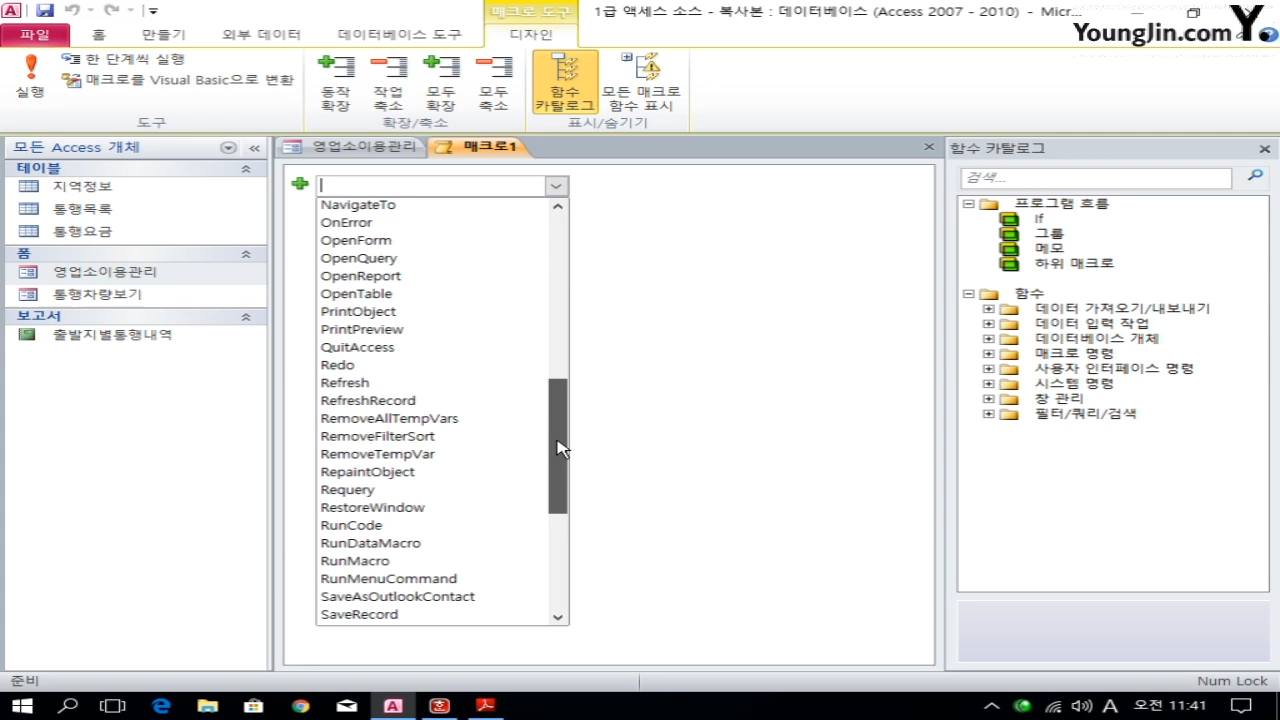 1급 액세스 소스 - 복사본 : 데이터베이스 (Access 2007 - 2010) - Micr...
매크로 도구
YoungJin.com
Y
파일 홈 만들기 외부 데이터 데이터베이스 도구 디자인
실행
한 단계씩 실행
매크로를 Visual Basic으로 변환
동작 확장
작업 축소
모두 확장
모두 축소
함수 카탈로그
모든 매크로 함수 표시
도구
확장/축소
표시/숨기기
모든 Access 개체
테이블
지역정보
통행목록
통행요금
폼
영업소이용관리
통행차량보기
보고서
출발지별통행내역
영업소이용관리 매크로1
NavigateTo
OnError
OpenForm
OpenQuery
OpenReport
OpenTable
PrintObject
PrintPreview
QuitAccess
Redo
Refresh
RefreshRecord
RemoveAllTempVars
RemoveFilterSort
RemoveTempVar
RepaintObject
Requery
RestoreWindow
RunCode
RunDataMacro
RunMacro
RunMenuCommand
SaveAsOutlookContact
SaveRecord
함수 카탈로그
검색...
프로그램 흐름
If
그룹
메모
하위 매크로
함수
데이터 가져오기/내보내기
데이터 입력 작업
데이터베이스 개체
매크로 명령
사용자 인터페이스 명령
시스템 명령
창 관리
필터/쿼리/검색
준비
Num Lock
A 오전 11:41